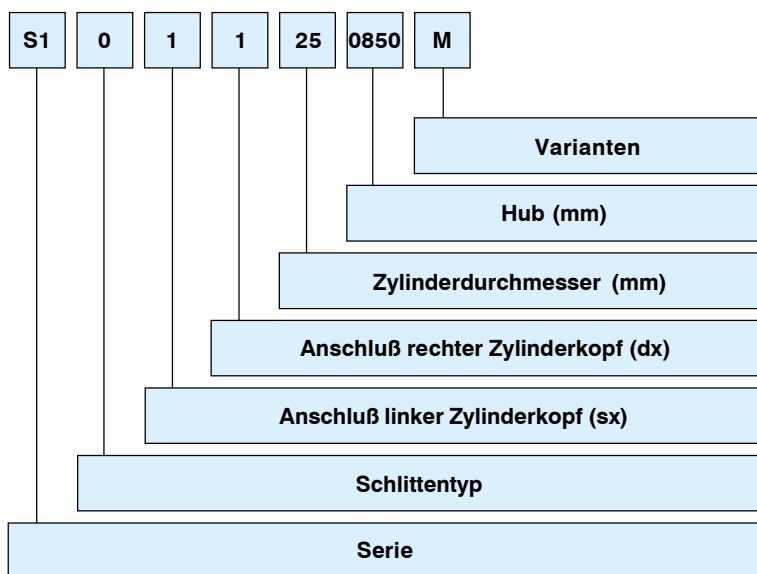 S1 0 1 1 25 0850 M
Varianten
Hub (mm)
Zylinderdurchmesser (mm)
Anschluß rechter Zylinderkopf (dx)
Anschluß linker Zylinderkopf (sx)
Schlittentyp
Serie